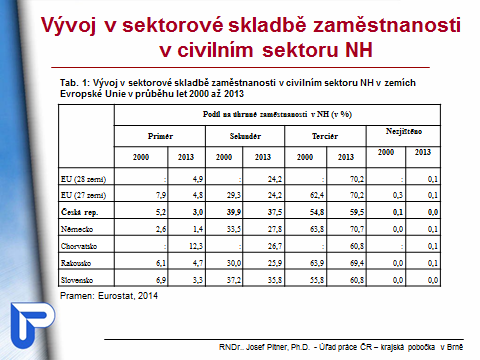 Vývoj v sektorové skladbě zaměstnanosti
v civilním sektoru NH
Tab. 1: Vývoj v sektorové skladbě zaměstnanosti v civilním sektoru NH v zemích
Evropské Unie v průběhu let 2000 až 2013
Podíl na úhrnné zaměstnanosti v NH (v %)
Primér Sekundér Terciér Nezjištěno
2000 2013 2000 2013 2000 2013 2000 2013
EU (28 zemí) : 4,9 : 24,2 : 70,2 : 0,1
EU (27 zemí) 7,9 4,8 29,3 24,2 62,4 70,2 0,3 0,1
Česká rep. 5,2 3,0 39,9 37,5 54,8 59,5 0,1 0,0
Německo 2,6 1,4 33,5 27,8 63,8 70,7 0,0 0,1
Chorvatsko : 12,3 : 26,7 : 60,8 : 0,1
Rakousko 6,1 4,7 30,0 25,9 63,9 69,4 0,0 0,1
Slovensko 6,9 3,3 37,2 35,8 55,8 60,8 0,0 0,0
Pramen: Eurostat, 2014
RNDr.. Josef Pitner, Ph.D. - Úřad práce ČR – krajská pobočka v Brně